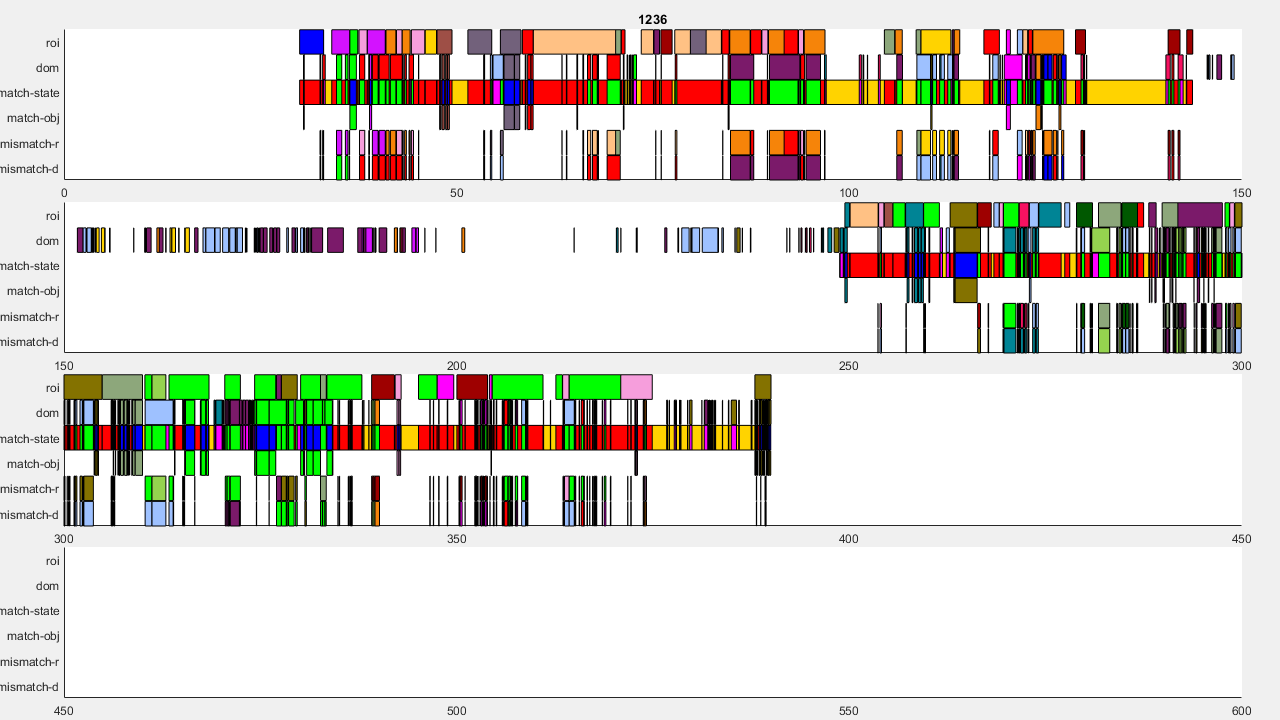 1236
roi
dom
match-state
match-obj
mismatch-r
mismatch-d
0 50 100 150
roi
dom
match-state
match-obj
mismatch-r
mismatch-d
150 200 250 300
roi
dom
match-state
match-obj
mismatch-r
mismatch-d
300 350 400 450
roi
dom
match-state
match-obj
mismatch-r
mismatch-d
450 500 550 600